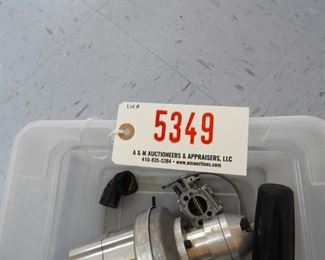 Lot #
5349
A & M AUCTIONEERS & APPRAISERS, LLC
410-835-0384 • www.amauctions.com